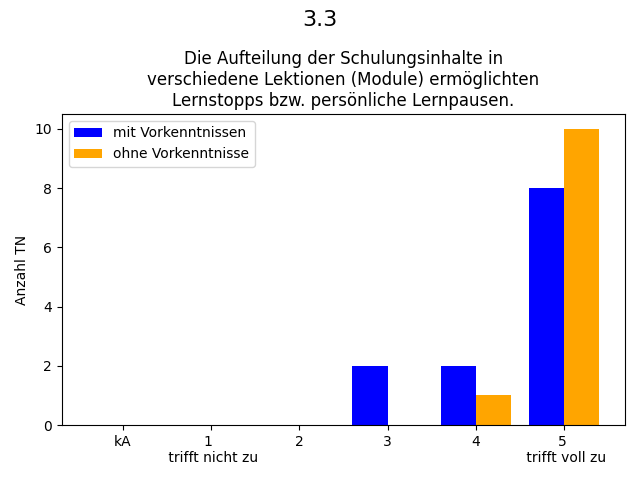 3.3
Die Aufteilung der Schulungsinhalte in
verschiedene Lektionen (Module) ermöglichten
Lernstopps bzw. persönliche Lernpausen.
mit Vorkenntnissen
ohne Vorkenntnisse
Anzahl TN
10
8
6
4
2
0
kA 1 2 3 4 5
trifft nicht zu trifft voll zu